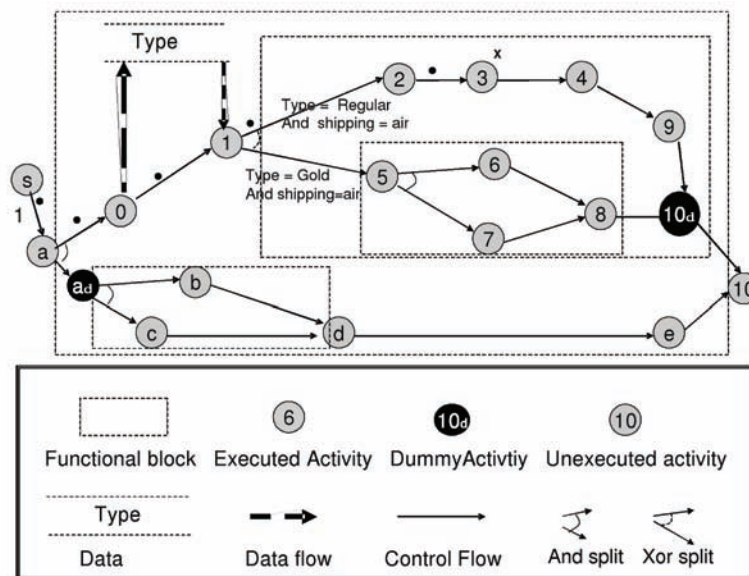 Type
2
3
x
4
Type = Regular
And shipping = air
9
1
Type = Gold
And shipping=air
5
6
s
1
0
7
8
10d
a
ad
b
10
c
d
e
6
10d
10
Functional block
Executed Activity
DummyActivtiy
Unexecuted activity
Type
Data
Data flow
Control Flow
And split
Xor split